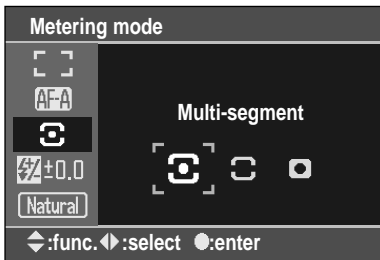 Metering mode
AF-A
Multi-segment
±0.0
Natural
:func. :select :enter